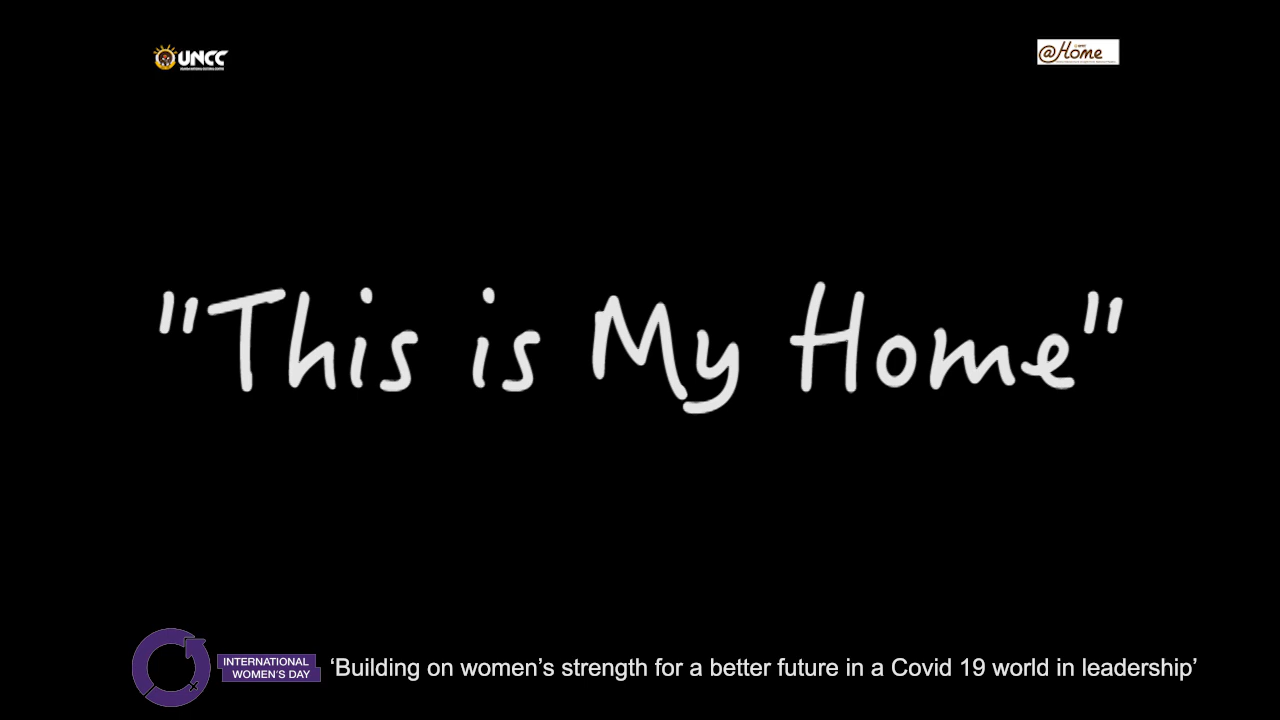 UNCC
@Home
"This is My Home"
INTERNATIONAL
WOMEN'S DAY
‘Building on women’s strength for a better future in a Covid 19 world in leadership’